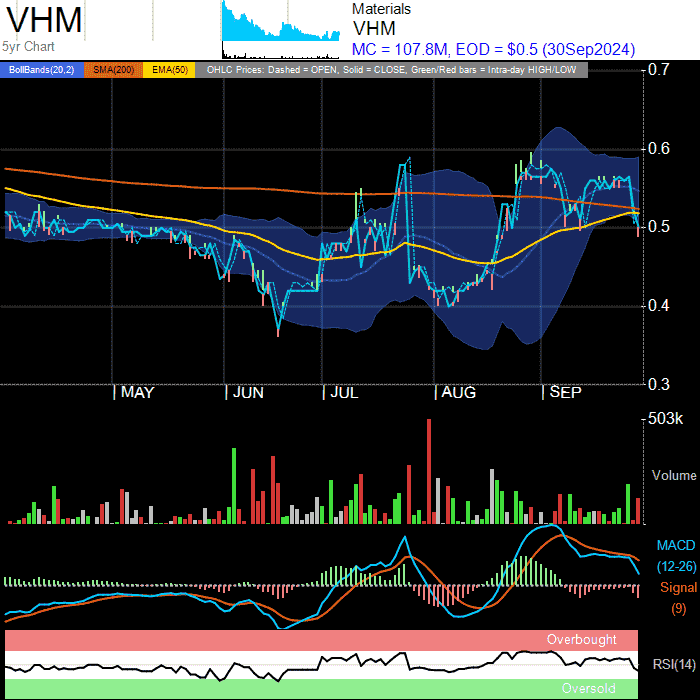 VHM
5yr Chart
Materials
VHM
MC = 107.8M, EOD = $0.5 (30Sep2024)
BollBands(20,2) SMA(200) EMA(50) OHLC Prices: Dashed = OPEN, Solid = CLOSE, Green/Red bars = Intra-day HIGH/LOW
0.7
0.6
0.5
0.4
0.3
MAY JUN JUL AUG SEP
503k
Volume
MACD
(12-26)
Signal
(9)
Overbought
RSI(14)
Oversold